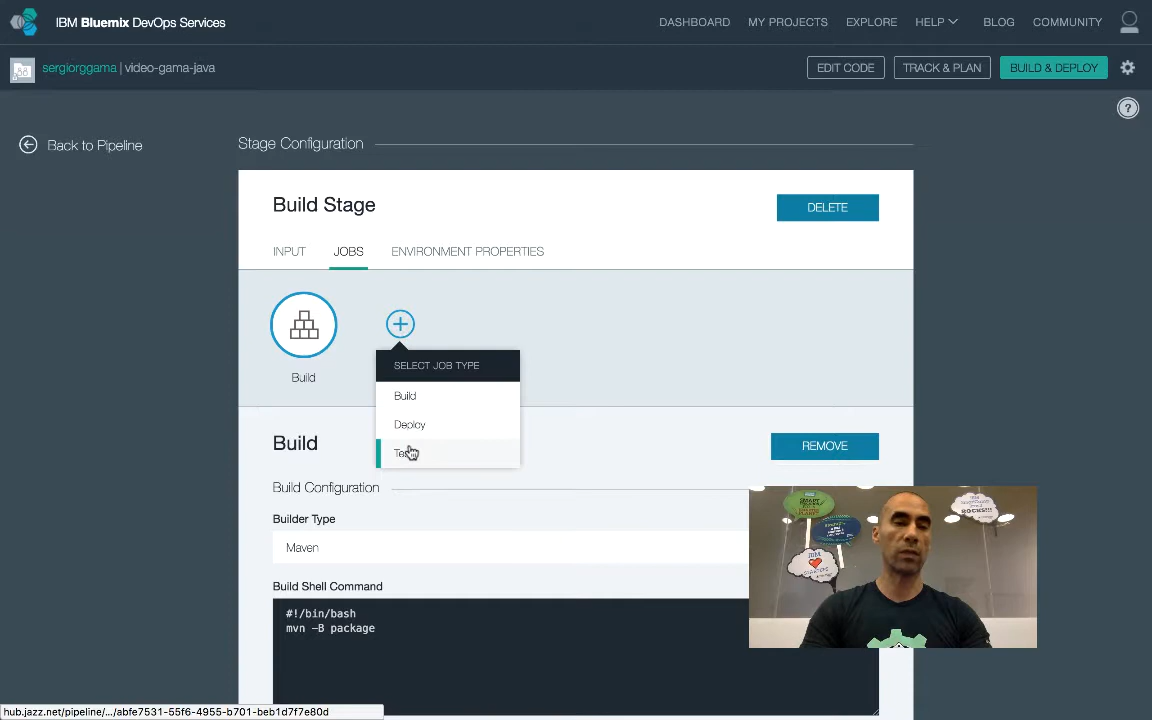 IBM Bluemix DevOps Services
DASHBOARD
MY PROJECTS
EXPLORE
HELP
BLOG
COMMUNITY
sergiorggama | video-gama-java
EDIT CODE
TRACK & PLAN
BUILD & DEPLOY
?
Back to Pipeline
Stage Configuration
Build Stage
DELETE
INPUT
JOBS
ENVIRONMENT PROPERTIES
Build
SELECT JOB TYPE
Build
Deploy
Build
REMOVE
Build Configuration
Builder Type
Maven
Build Shell Command
#!/bin/bash
mvn -B package
hub.jazz.net/pipeline/.../abfe7531-55f6-4955-b701-beb1d7f7e80d